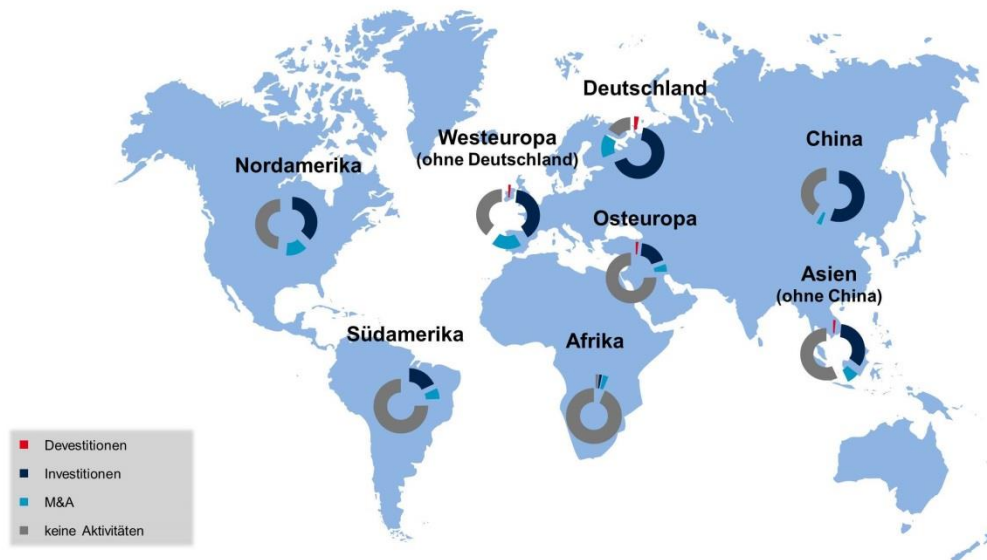 Deutschland
Westeuropa
(ohne Deutschland)
China
Nordamerika
Osteuropa
Asien
(ohne China)
Südamerika
Afrika
Devestitionen
Investitionen
M&A
keine Aktivitäten